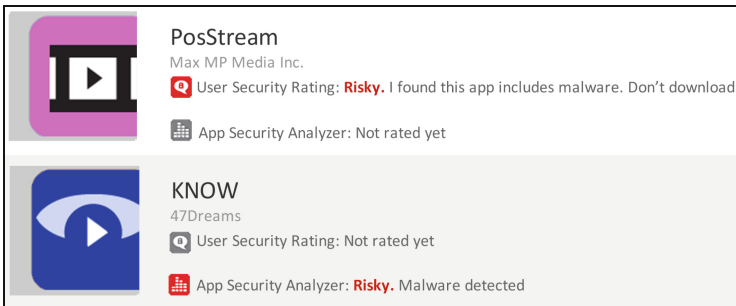 PosStream
Max MP Media Inc.
User Security Rating: Risky. I found this app includes malware. Don’t download
App Security Analyzer: Not rated yet
KNOW
47Dreams
User Security Rating: Not rated yet
App Security Analyzer: Risky. Malware detected